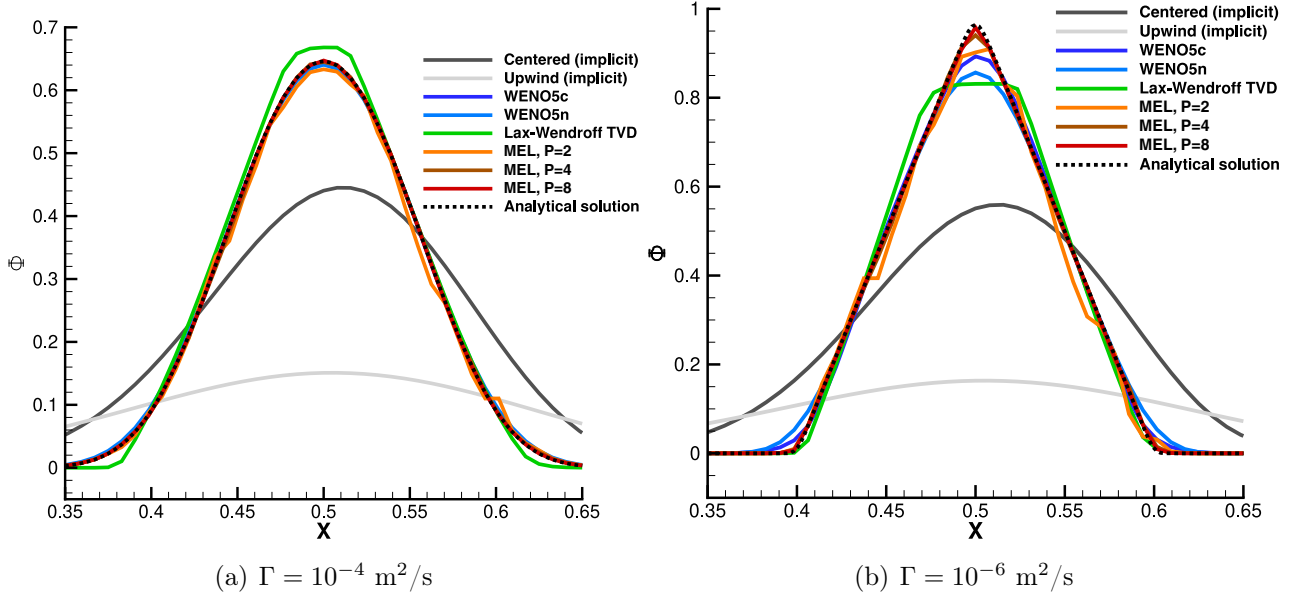 0.7
0.6
0.5
0.4
0.3
0.2
0.1
0
Φ
0.35
0.4
0.45
0.5
0.55
0.6
0.65
X
Centered (implicit)
Upwind (implicit)
WENO5c
WENO5n
Lax-Wendroff TVD
MEL, P=2
MEL, P=4
MEL, P=8
Analytical solution
(a) Γ = 10⁻⁴ m²/s
1
0.8
0.6
0.4
0.2
0
Φ
0.35
0.4
0.45
0.5
0.55
0.6
0.65
X
Centered (implicit)
Upwind (implicit)
WENO5c
WENO5n
Lax-Wendroff TVD
MEL, P=2
MEL, P=4
MEL, P=8
Analytical solution
(b) Γ = 10⁻⁶ m²/s